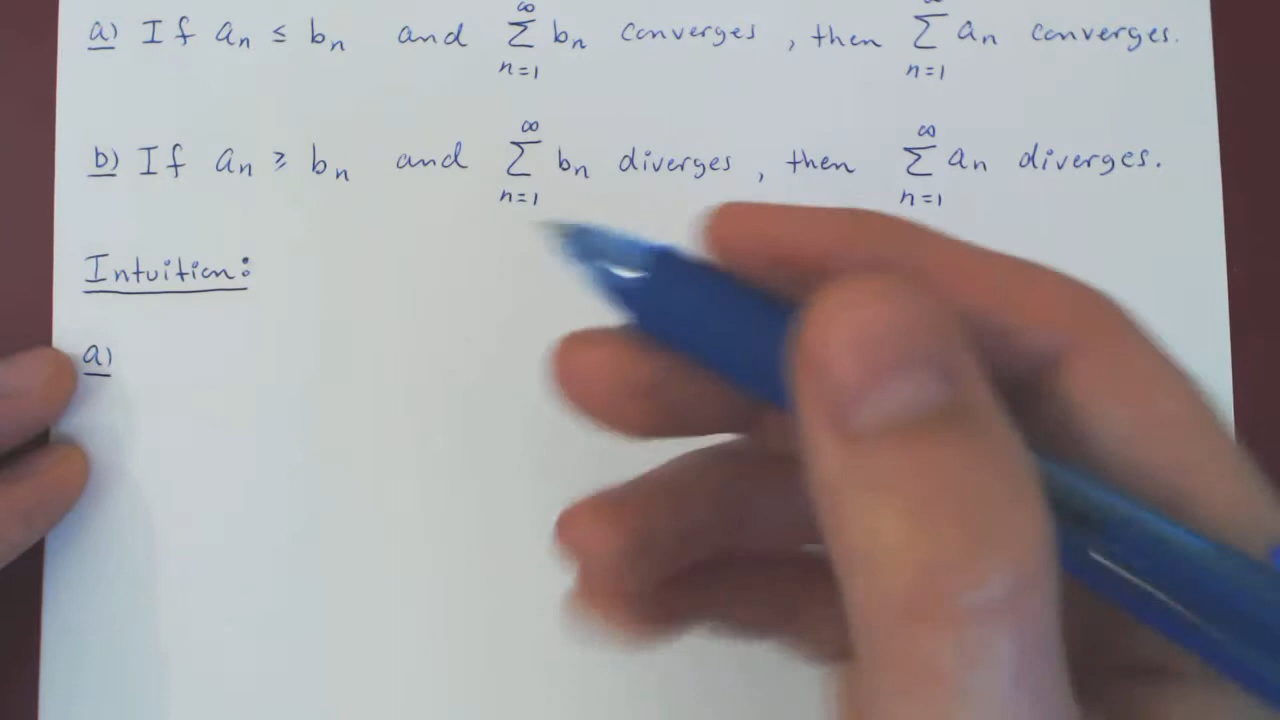 a) If aₙ ≤ bₙ and ∑_{n=1}^{∞} bₙ converges, then ∑_{n=1}^{∞} aₙ converges.
b) If aₙ ≥ bₙ and ∑_{n=1}^{∞} bₙ diverges, then ∑_{n=1}^{∞} aₙ diverges.
Intuition:
a)